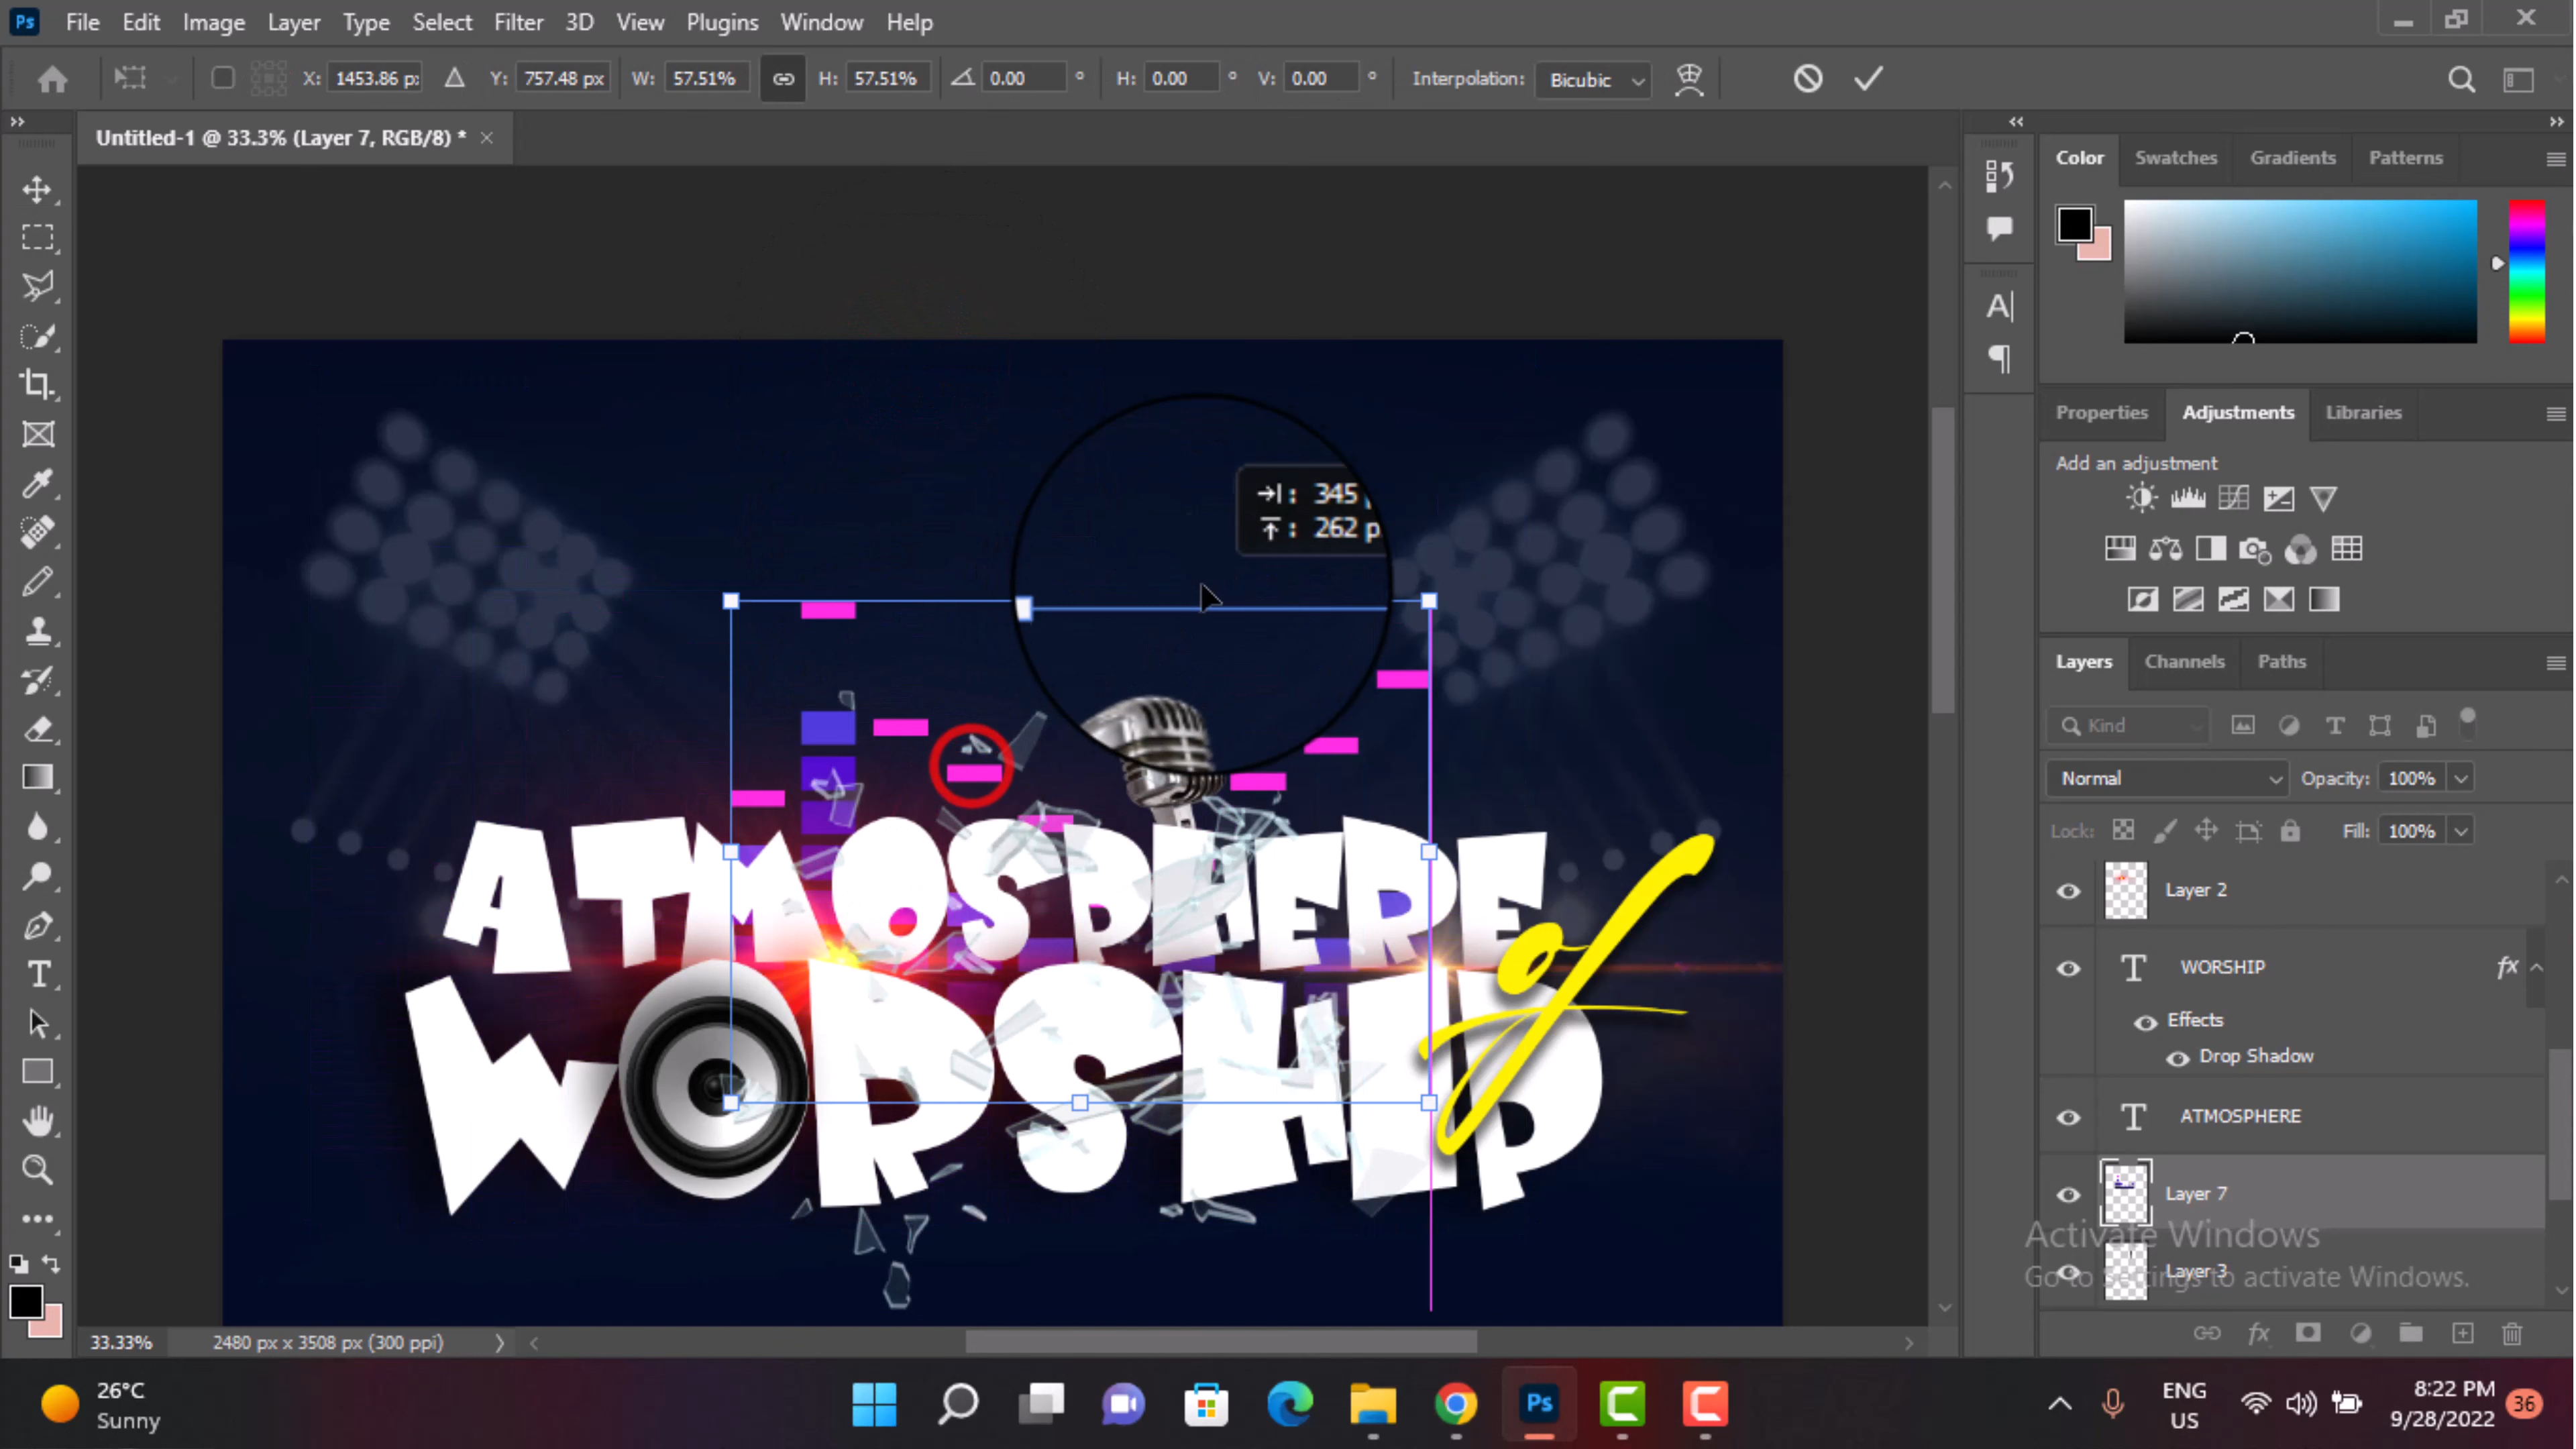 Ps File Edit Image Layer Type Select Filter 3D View Plugins Window Help
X: 1453.86 p: Y: 757.48 px W: 57.51% H: 57.51% 0.00 ° H: 0.00 ° V: 0.00 ° Interpolation: Bicubic
Untitled-1 @ 33.3% (Layer 7, RGB/8) *
Color Swatches Gradients Patterns
Properties Adjustments Libraries
Add an adjustment
Layers Channels Paths
Kind
Normal Opacity: 100%
Lock: Fill: 100%
Layer 2
WORSHIP fx
Effects
Drop Shadow
ATMOSPHERE
Layer 7
Layer 3
Activate Windows
Go to Settings to activate Windows.
: 345
: 262 p
ATMOSPHERE
of
WORSHIP
33.33% 2480 px x 3508 px (300 ppi)
26°C
Sunny
Ps
ENG
US
8:22 PM
9/28/2022
36